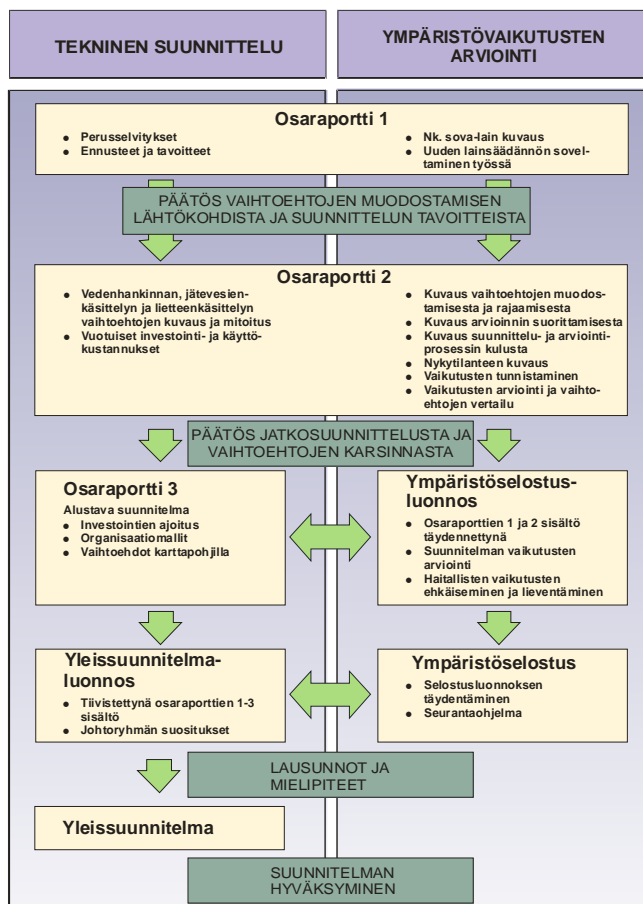 TEKNINEN SUUNNITTELU
YMPÄRISTÖVAIKUTUSTEN
ARVIOINTI
Osaraportti 1
● Perusselvitykset
● Ennusteet ja tavoitteet
● Nk. sova-lain kuvaus
● Uuden lainsäädännön sovel-
taminen työssä
PÄÄTÖS VAIHTOEHTOJEN MUODOSTAMISEN
LÄHTÖKOHDISTA JA SUUNNITTELUN TAVOITTEISTA
Osaraportti 2
● Vedenhankinnan, jätevesien-
käsittelyn ja lietteenkäsittelyn
vaihtoehtojen kuvaus ja mitoitus
● Vuotuiset investointi- ja käyttö-
kustannukset
● Kuvaus vaihtoehtojen muodos-
tamisesta ja rajaamisesta
● Kuvaus arvioinnin suorittamisesta
● Kuvaus suunnittelu- ja arviointi-
prosessin kulusta
● Nykytilanteen kuvaus
● Vaikutusten tunnistaminen
● Vaikutusten arviointi ja vaihto-
ehtojen vertailu
PÄÄTÖS JATKOSUUNNITTELUSTA JA
VAIHTOEHTOJEN KARSINNASTA
Osaraportti 3
Alustava suunnitelma
● Investointien ajoitus
● Organisaatiomallit
● Vaihtoehdot karttapohjilla
Ympäristöselostus-
luonnos
● Osaraporttien 1 ja 2 sisältö
täydennettynä
● Suunnitelman vaikutusten
arviointi
● Haitallisten vaikutusten
ehkäiseminen ja lieventäminen
Yleissuunnitelma-
luonnos
● Tiivistettynä osaraporttien 1-3
sisältö
● Johtoryhmän suositukset
Ympäristöselostus
● Selostusluonnoksen
täydentäminen
● Seurantaohjelma
LAUSUNNOT JA
MIELIPITEET
Yleissuunnitelma
SUUNNITELMAN
HYVÄKSYMINEN